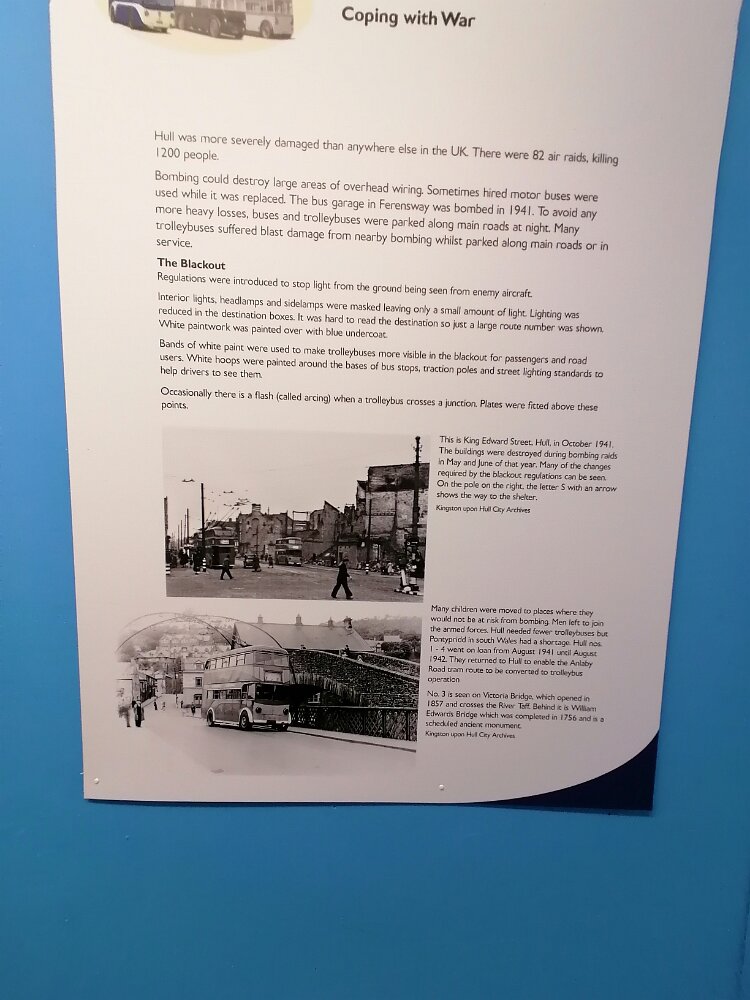 Coping with War
Hull was more severely damaged than anywhere else in the UK. There were 82 air raids, killing
1200 people.
Bombing could destroy large areas of overhead wiring. Sometimes hired motor buses were
used while it was replaced. The bus garage in Ferensway was bombed in 1941. To avoid any
more heavy losses, buses and trolleybuses were parked along main roads at night. Many
trolleybuses suffered blast damage from nearby bombing whilst parked along main roads or in
service.
The Blackout
Regulations were introduced to stop light from the ground being seen from enemy aircraft.
Interior lights, headlamps and sidelamps were masked leaving only a small amount of light. Lighting was
reduced in the destination boxes. It was hard to read the destination so just a large route number was shown.
White paintwork was painted over with blue undercoat.
Bands of white paint were used to make trolleybuses more visible in the blackout for passengers and road
users. White hoops were painted around the bases of bus stops, traction poles and street lighting standards to
help drivers to see them.
Occasionally there is a flash (called arcing) when a trolleybus crosses a junction. Plates were fitted above these
points.
This is King Edward Street, Hull, in October 1941.
The buildings were destroyed during bombing raids
in May and June of that year. Many of the changes
required by the blackout regulations can be seen.
On the pole on the right, the letter S with an arrow
shows the way to the shelter.
Kingston upon Hull City Archives
Many children were moved to places where they
would not be at risk from bombing. Men left to join
the armed forces. Hull needed fewer trolleybuses but
Pontypridd in south Wales had a shortage. Hull nos.
1 - 4 went on loan from August 1941 until August
1942. They returned to Hull to enable the Anlaby
Road tram route to be converted to trolleybus
operation
No. 3 is seen on Victoria Bridge, which opened in
1857 and crosses the River Taff. Behind it is William
Edwards Bridge which was completed in 1756 and is a
scheduled ancient monument.
Kingston upon Hull City Archives